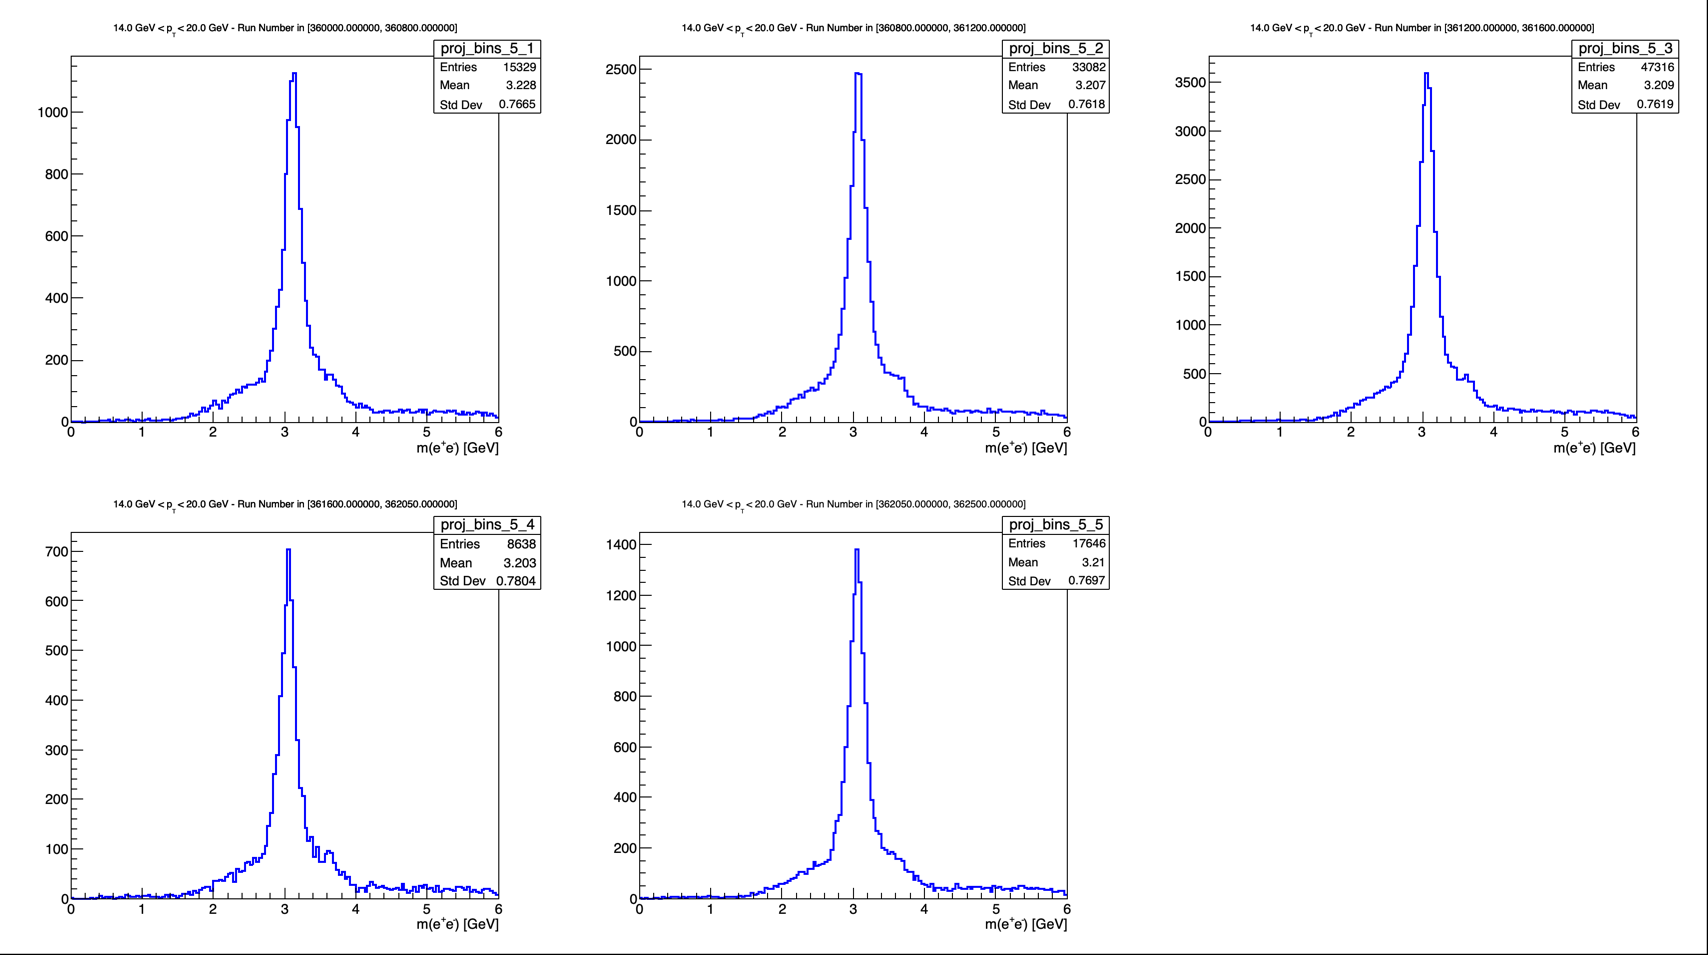 14.0 GeV < p_T < 20.0 GeV - Run Number in [360000.000000, 360800.000000]
proj_bins_5_1
Entries 15329
Mean 3.228
Std Dev 0.7665
1000
800
600
400
200
0
0 1 2 3 4 5 6
m(e⁺e⁻) [GeV]
14.0 GeV < p_T < 20.0 GeV - Run Number in [360800.000000, 361200.000000]
proj_bins_5_2
Entries 33082
Mean 3.207
Std Dev 0.7618
2500
2000
1500
1000
500
0
0 1 2 3 4 5 6
m(e⁺e⁻) [GeV]
14.0 GeV < p_T < 20.0 GeV - Run Number in [361200.000000, 361600.000000]
proj_bins_5_3
Entries 47316
Mean 3.209
Std Dev 0.7619
3500
3000
2500
2000
1500
1000
500
0
0 1 2 3 4 5 6
m(e⁺e⁻) [GeV]
14.0 GeV < p_T < 20.0 GeV - Run Number in [361600.000000, 362050.000000]
proj_bins_5_4
Entries 8638
Mean 3.203
Std Dev 0.7804
700
600
500
400
300
200
100
0
0 1 2 3 4 5 6
m(e⁺e⁻) [GeV]
14.0 GeV < p_T < 20.0 GeV - Run Number in [362050.000000, 362500.000000]
proj_bins_5_5
Entries 17646
Mean 3.21
Std Dev 0.7697
1400
1200
1000
800
600
400
200
0
0 1 2 3 4 5 6
m(e⁺e⁻) [GeV]